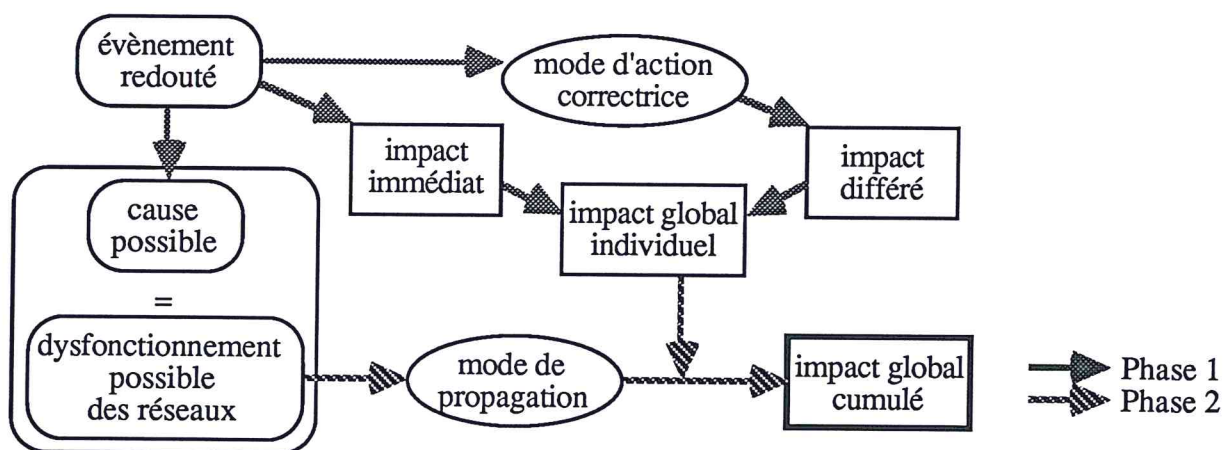 évènement
redouté
mode d'action
correctrice
impact
immédiat
impact
différé
cause
possible
impact global
individuel
=
dysfonctionnement
possible
des réseaux
mode de
propagation
impact global
cumulé
Phase 1
Phase 2